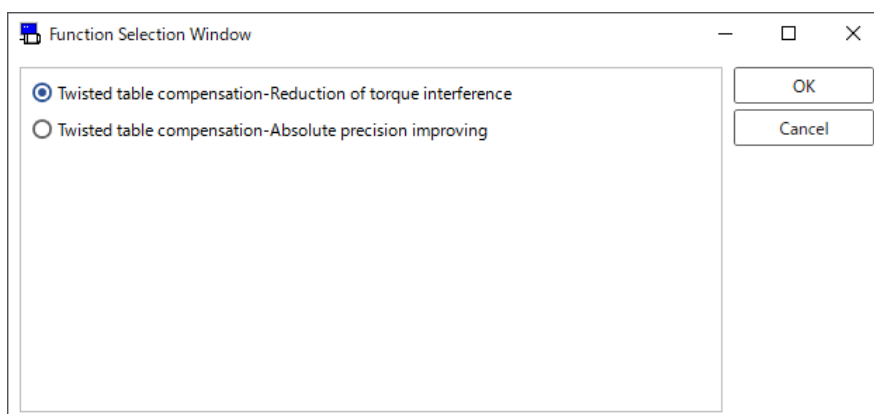 Function Selection Window
Twisted table compensation-Reduction of torque interference
Twisted table compensation-Absolute precision improving
OK
Cancel